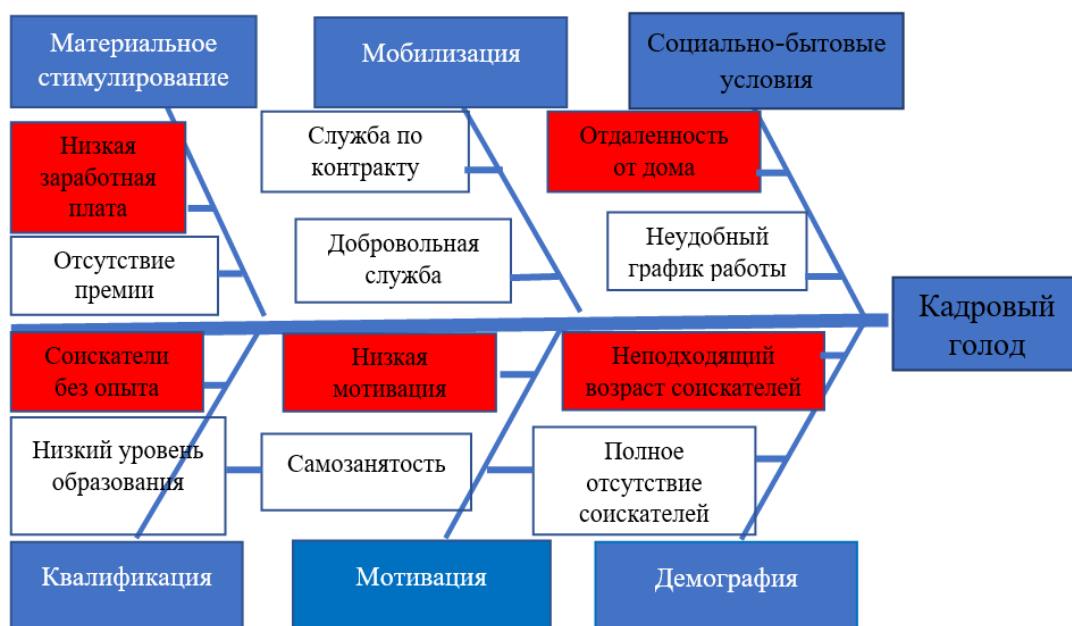 Материальное
стимулирование
Мобилизация
Социально-бытовые
условия
Низкая
заработная
плата
Служба по
контракту
Отдаленность
от дома
Отсутствие
премии
Добровольная
служба
Неудобный
график работы
Кадровый
голод
Соискатели
без опыта
Низкая
мотивация
Неподходящий
возраст соискателей
Низкий уровень
образования
Самозанятость
Полное
отсутствие
соискателей
Квалификация
Мотивация
Демография